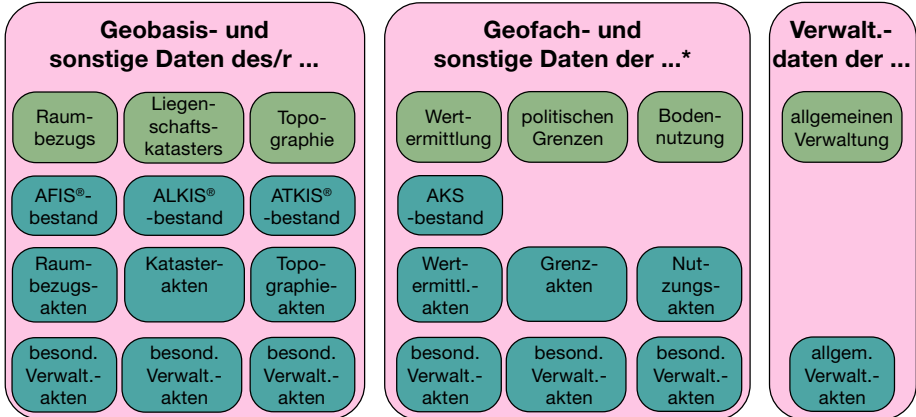 Geobasis- und
sonstige Daten des/r ...
Geofach- und
sonstige Daten der ...*
Verwalt.-
daten der ...
Raum-
bezugs
Liegen-
schafts-
katasters
Topo-
graphie
Wert-
ermittlung
politischen
Grenzen
Boden-
nutzung
allgemeinen
Verwaltung
AFIS®-
bestand
ALKIS®
-bestand
ATKIS®
-bestand
AKS
-bestand
Raum-
bezugs-
akten
Kataster-
akten
Topo-
graphie-
akten
Wert-
ermittl.-
akten
Grenz-
akten
Nut-
zungs-
akten
besond.
Verwalt.-
akten
besond.
Verwalt.-
akten
besond.
Verwalt.-
akten
besond.
Verwalt.-
akten
besond.
Verwalt.-
akten
besond.
Verwalt.-
akten
allgem.
Verwalt.-
akten